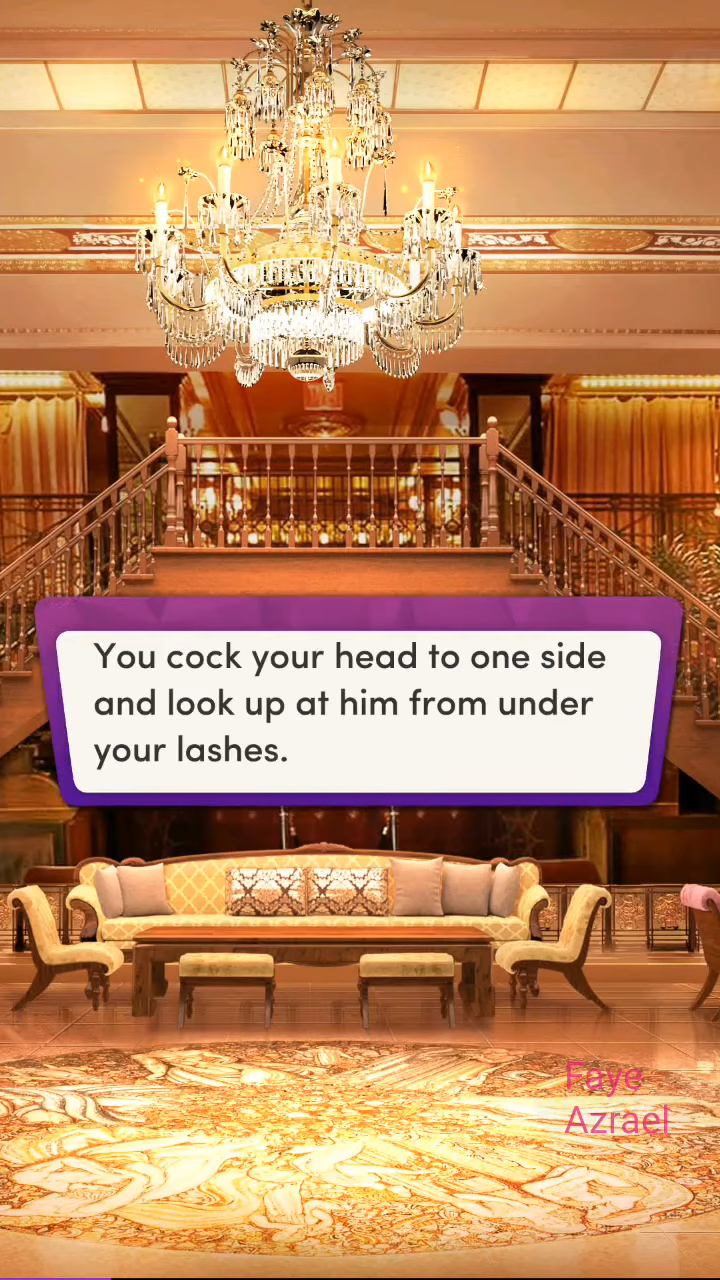 You cock your head to one side
and look up at him from under
your lashes.
Faye
Azrael